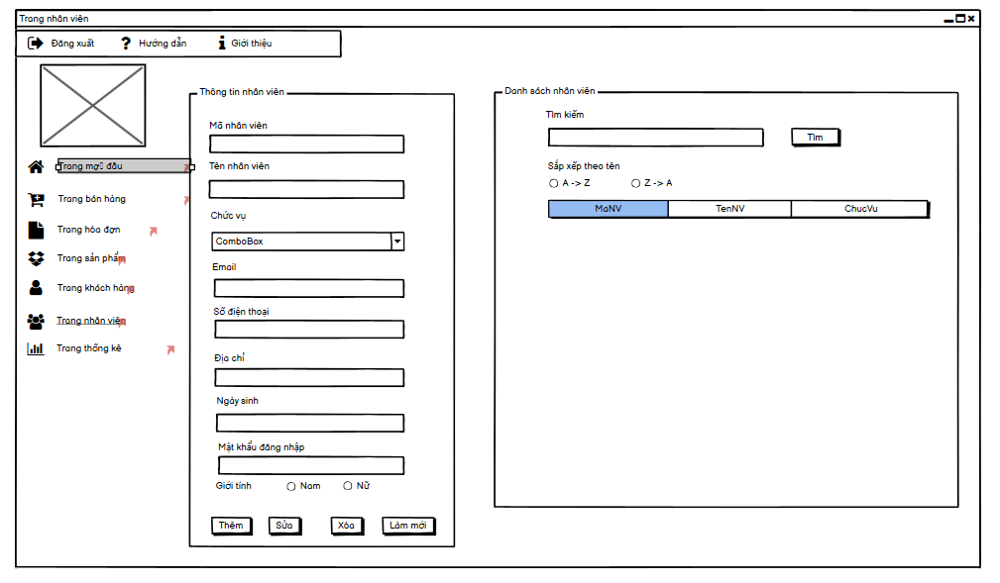 Trang nhân viên
Đăng xuất
Hướng dẫn
Giới thiệu
Trang mợũ đầu
Trang bán hàng
Trang hòa đợn
Trang sản phẩm
Trang khách hàng
Trang nhân viên
Trang thống kê
Thông tin nhân viên
Mã nhân viên
Tên nhân viên
Chức vụ
ComboBox
Email
Số điện thoại
Địa chỉ
Ngày sinh
Mật khẩu đăng nhập
Giới tính Nam Nữ
Thêm Sửa Xóa Làm mới
Danh sách nhân viên
Tìm kiếm
Tìm
Sắp xếp theo tên
A -> Z Z -> A
MaNV TenNV ChucVu